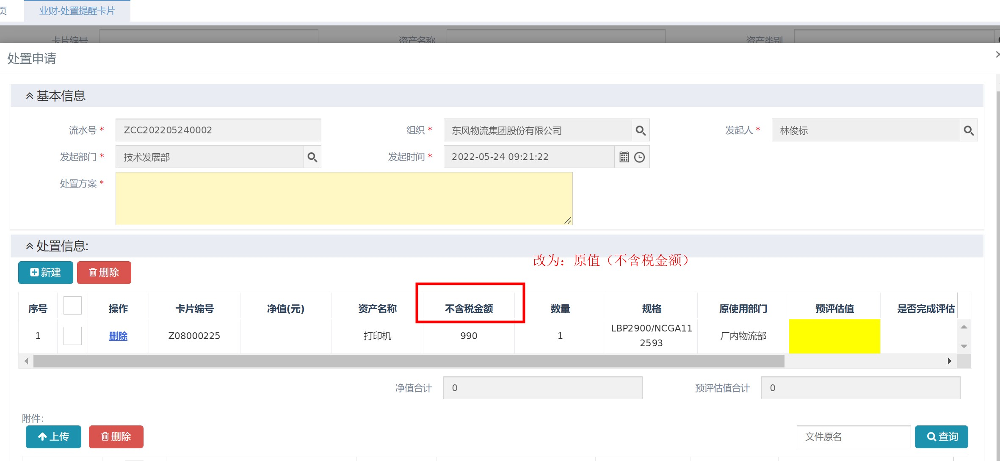 页
业财-处置提醒卡片
卡片编号
资产名称
资产类别
处置申请
基本信息
流水号 * ZCC202205240002
组织 * 东风物流集团股份有限公司
发起人 * 林俊标
发起部门 * 技术发展部
发起时间 * 2022-05-24 09:21:22
处置方案 *
处置信息:
改为：原值（不含税金额）
新建 删除
序号 操作 卡片编号 净值(元) 资产名称 不含税金额 数量 规格 原使用部门 预评估值 是否完成评估
1 删除 Z08000225 打印机 990 1 LBP2900/NCGA11 厂内物流部
2593
净值合计 0
预评估值合计 0
附件:
上传 删除 文件原名 查询